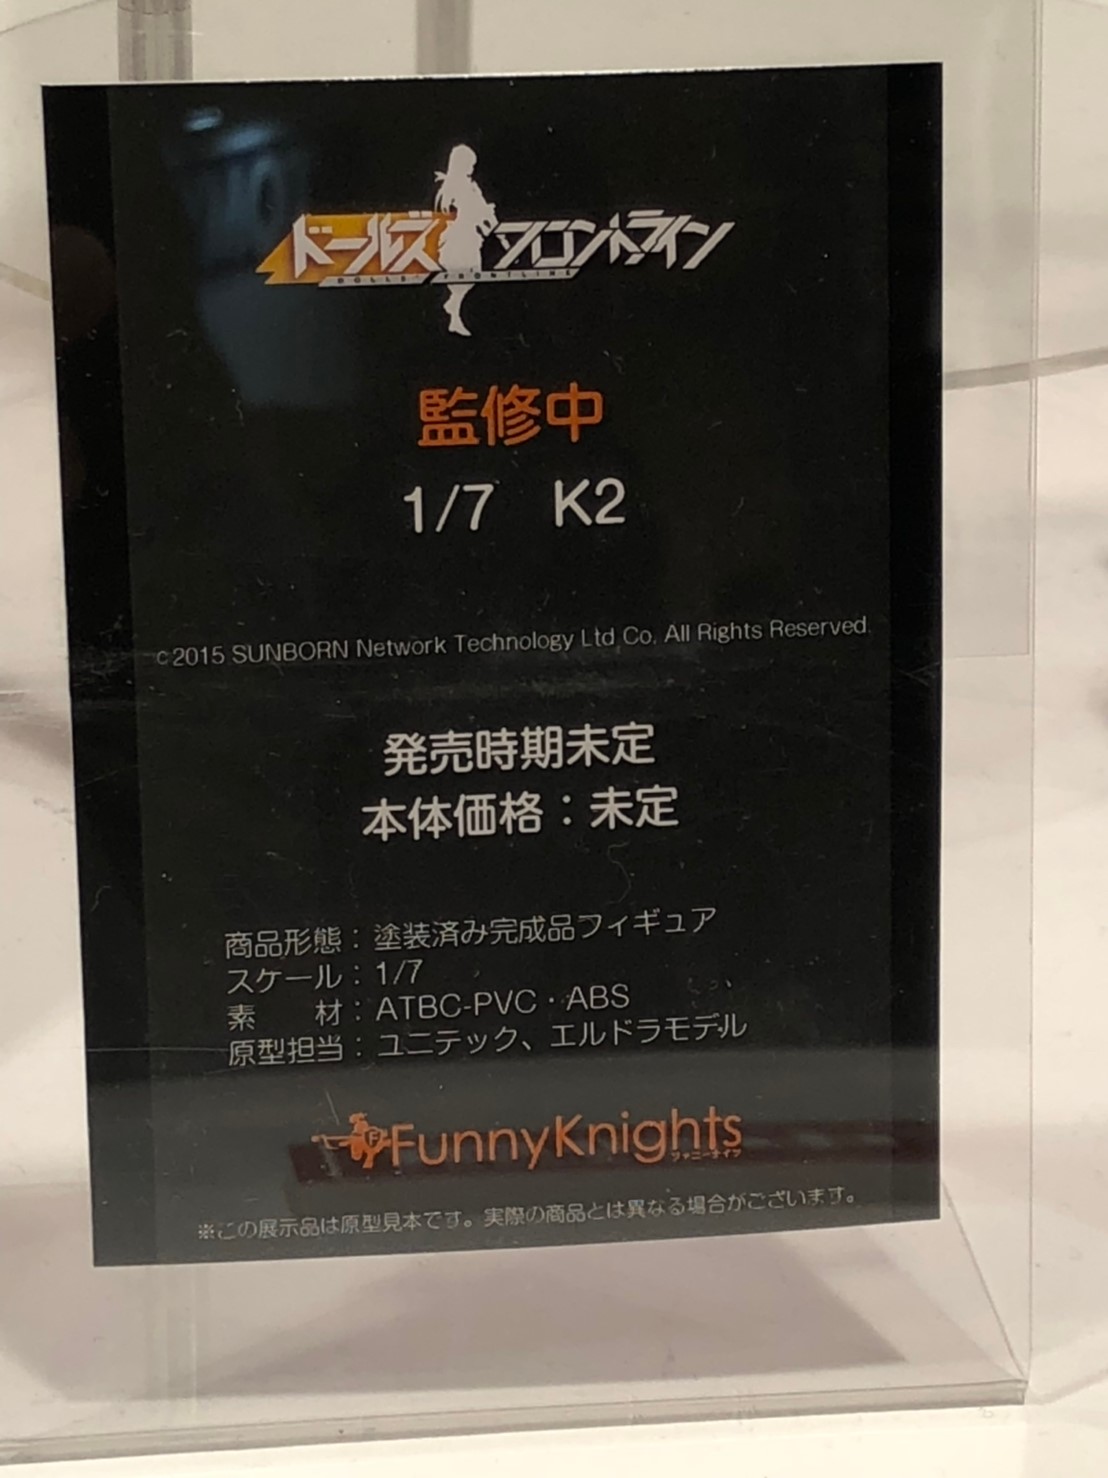 ドールズフロントライン
DOLLS' FRONTLINE
監修中
1/7 K2
c2015 SUNBORN Network Technology Ltd Co. All Rights Reserved.
発売時期未定
本体価格：未定
商品形態：塗装済み完成品フィギュア
スケール：1/7
素　　材：ATBC-PVC・ABS
原型担当：ユニテック、エルドラモデル
FunnyKnights
ファニーナイツ
※この展示品は原型見本です。実際の商品とは異なる場合がございます。